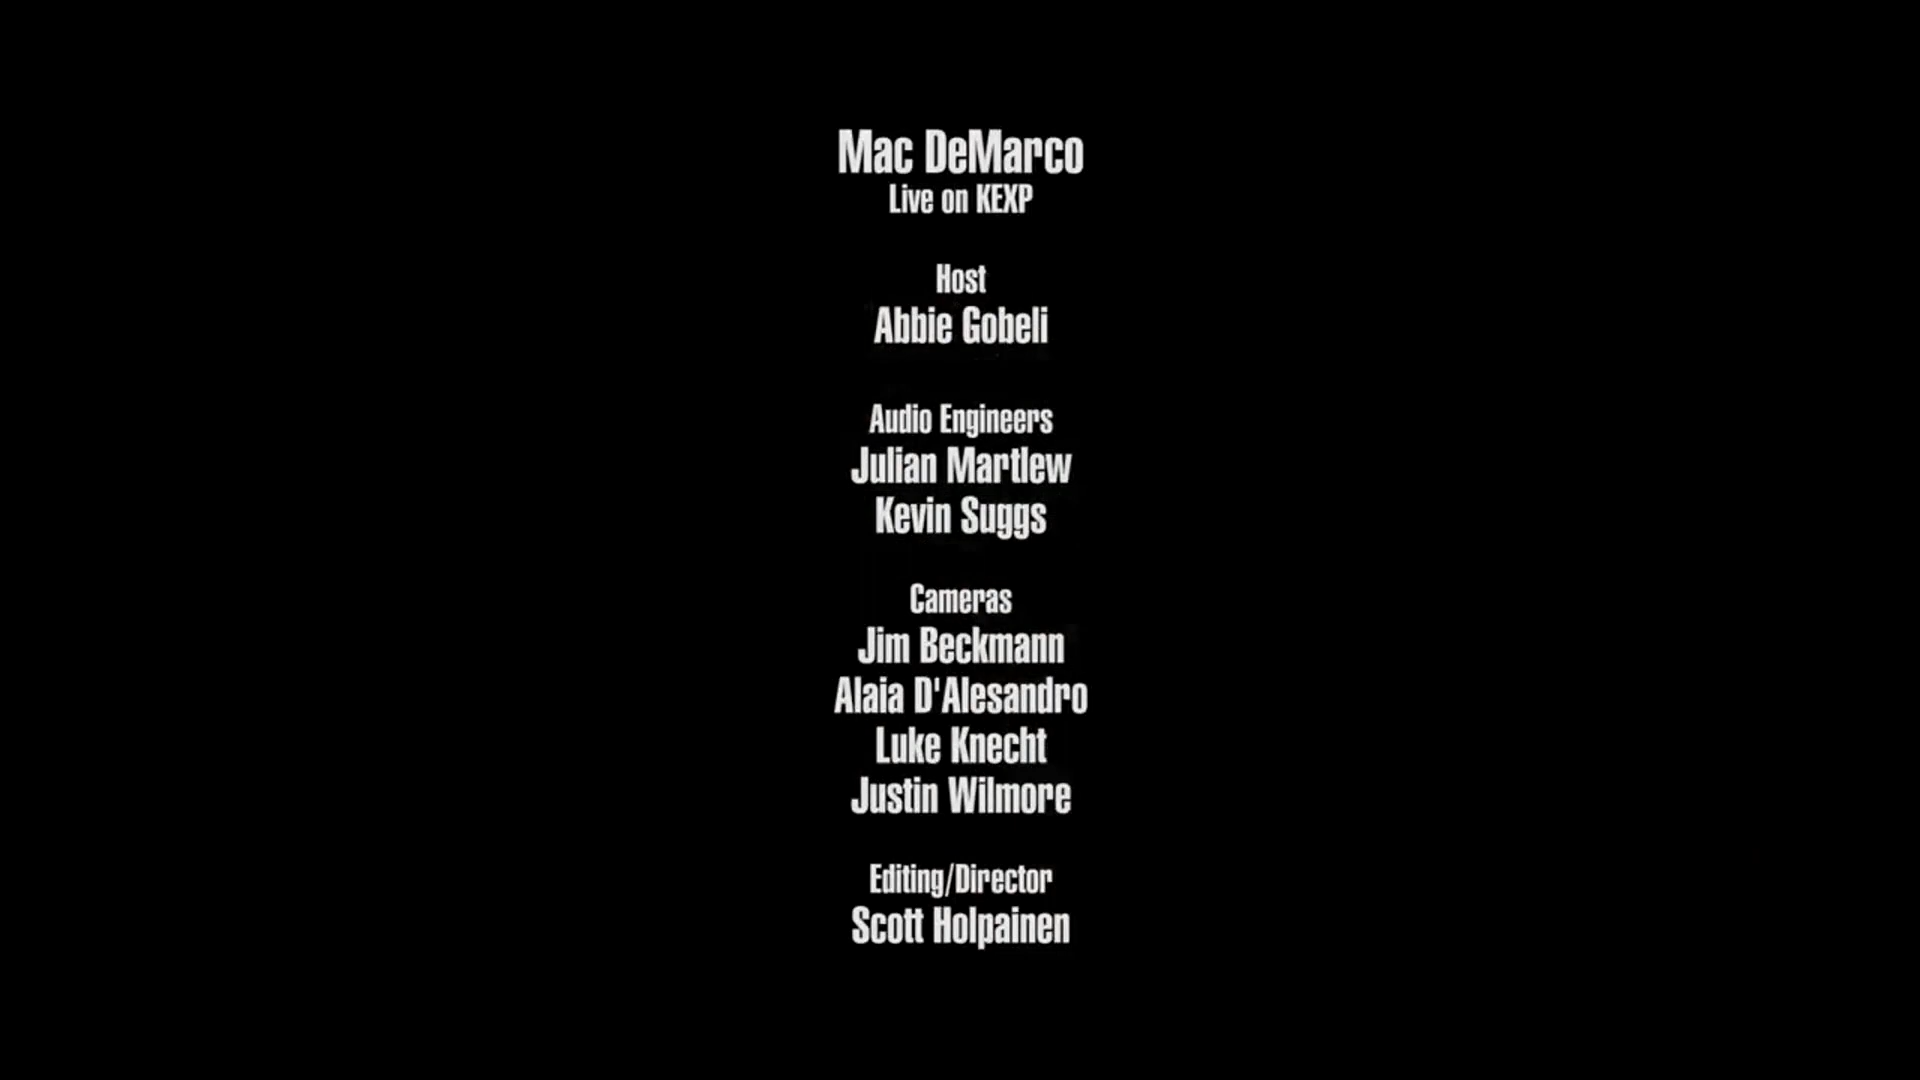 Mac DeMarco
Live on KEXP
Host
Abbie Gobeli
Audio Engineers
Julian Martlew
Kevin Suggs
Cameras
Jim Beckmann
Alaia D'Alesandro
Luke Knecht
Justin Wilmore
Editing/Director
Scott Holpainen